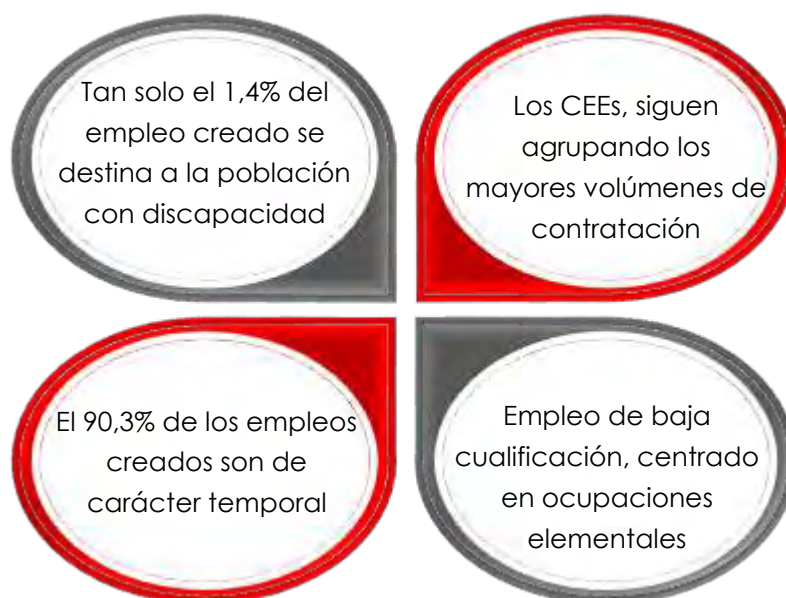 Tan solo el 1,4% del
empleo creado se
destina a la población
con discapacidad
Los CEEs, siguen
agrupando los
mayores volúmenes de
contratación
El 90,3% de los empleos
creados son de
carácter temporal
Empleo de baja
cualificación, centrado
en ocupaciones
elementales